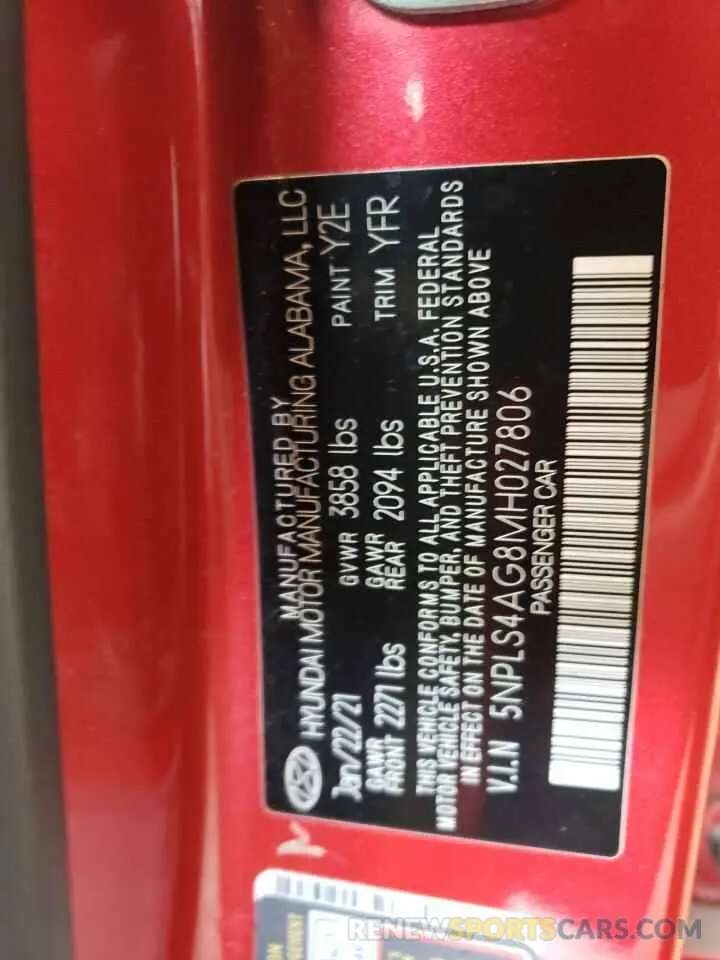 MANUFACTURED BY
HYUNDAI MOTOR MANUFACTURING ALABAMA, LLC
Jan/22/21 GVWR 3858 lbs PAINT Y2E
GAWR FRONT 2271 lbs GAWR REAR 2094 lbs TRIM YFR
THIS VEHICLE CONFORMS TO ALL APPLICABLE U.S.A. FEDERAL
MOTOR VEHICLE SAFETY, BUMPER, AND THEFT PREVENTION STANDARDS
IN EFFECT ON THE DATE OF MANUFACTURE SHOWN ABOVE
V.I.N 5NPLS4AG8MH027806
PASSENGER CAR
RENEWSPORTSCARS.COM